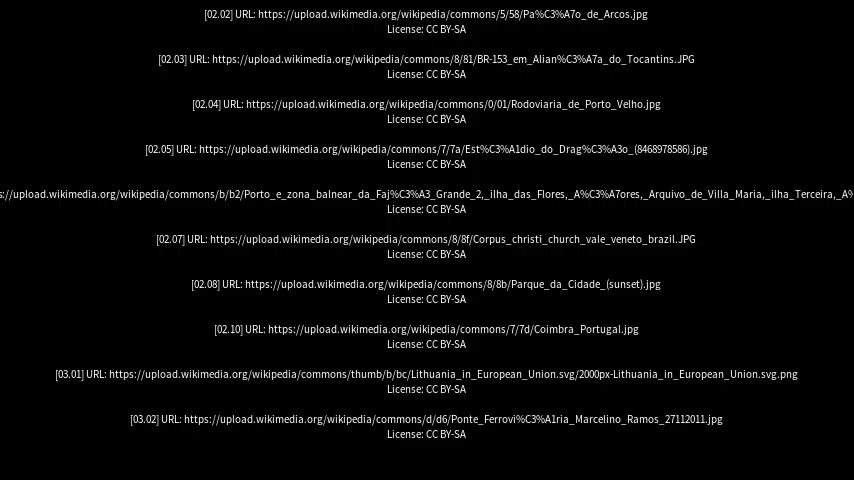 [02.02] URL: https://upload.wikimedia.org/wikipedia/commons/5/58/Pa%C3%A7o_de_Arcos.jpg
License: CC BY-SA
[02.03] URL: https://upload.wikimedia.org/wikipedia/commons/8/81/BR-153_em_Alian%C3%A7a_do_Tocantins.JPG
License: CC BY-SA
[02.04] URL: https://upload.wikimedia.org/wikipedia/commons/0/01/Rodoviaria_de_Porto_Velho.jpg
License: CC BY-SA
[02.05] URL: https://upload.wikimedia.org/wikipedia/commons/7/7a/Est%C3%A1dio_do_Drag%C3%A3o_(8468978586).jpg
License: CC BY-SA
s://upload.wikimedia.org/wikipedia/commons/b/b2/Porto_e_zona_balnear_da_Faj%C3%A3_Grande_2,_ilha_das_Flores,_A%C3%A7ores,_Arquivo_de_Villa_Maria,_ilha_Terceira,_A%
License: CC BY-SA
[02.07] URL: https://upload.wikimedia.org/wikipedia/commons/8/8f/Corpus_christi_church_vale_veneto_brazil.JPG
License: CC BY-SA
[02.08] URL: https://upload.wikimedia.org/wikipedia/commons/8/8b/Parque_da_Cidade_(sunset).jpg
License: CC BY-SA
[02.10] URL: https://upload.wikimedia.org/wikipedia/commons/7/7d/Coimbra_Portugal.jpg
License: CC BY-SA
[03.01] URL: https://upload.wikimedia.org/wikipedia/commons/thumb/b/bc/Lithuania_in_European_Union.svg/2000px-Lithuania_in_European_Union.svg.png
License: CC BY-SA
[03.02] URL: https://upload.wikimedia.org/wikipedia/commons/d/d6/Ponte_Ferrovi%C3%A1ria_Marcelino_Ramos_27112011.jpg
License: CC BY-SA